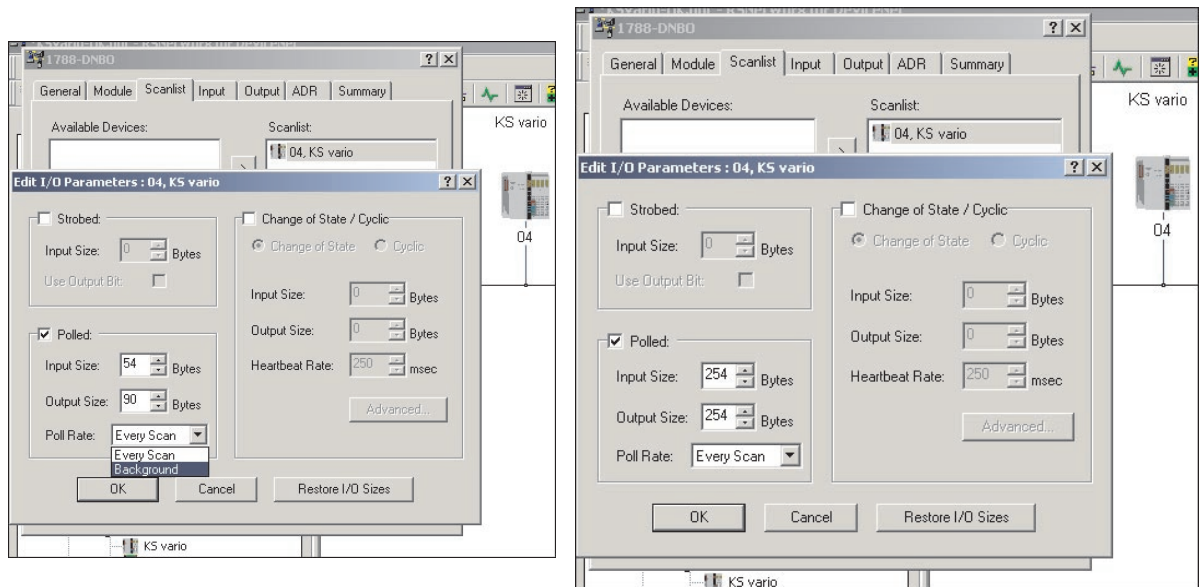 1788-DNBO
General Module Scanlist Input Output ADR Summary
Available Devices:
Scanlist:
04, KS vario
KS vario
04
Edit I/O Parameters : 04, KS vario
Strobed:
Input Size: 0 Bytes
Use Output Bit:
Polled:
Input Size: 54 Bytes
Output Size: 90 Bytes
Poll Rate: Every Scan
Every Scan
Background
Change of State / Cyclic
Change of State Cyclic
Input Size: 0 Bytes
Output Size: 0 Bytes
Heartbeat Rate: 250 msec
Advanced...
OK Cancel Restore I/O Sizes
KS vario
1788-DNBO
General Module Scanlist Input Output ADR Summary
Available Devices:
Scanlist:
04, KS vario
KS vario
04
Edit I/O Parameters : 04, KS vario
Strobed:
Input Size: 0 Bytes
Use Output Bit:
Polled:
Input Size: 254 Bytes
Output Size: 254 Bytes
Poll Rate: Every Scan
Change of State / Cyclic
Change of State Cyclic
Input Size: 0 Bytes
Output Size: 0 Bytes
Heartbeat Rate: 250 msec
Advanced...
OK Cancel Restore I/O Sizes
KS vario